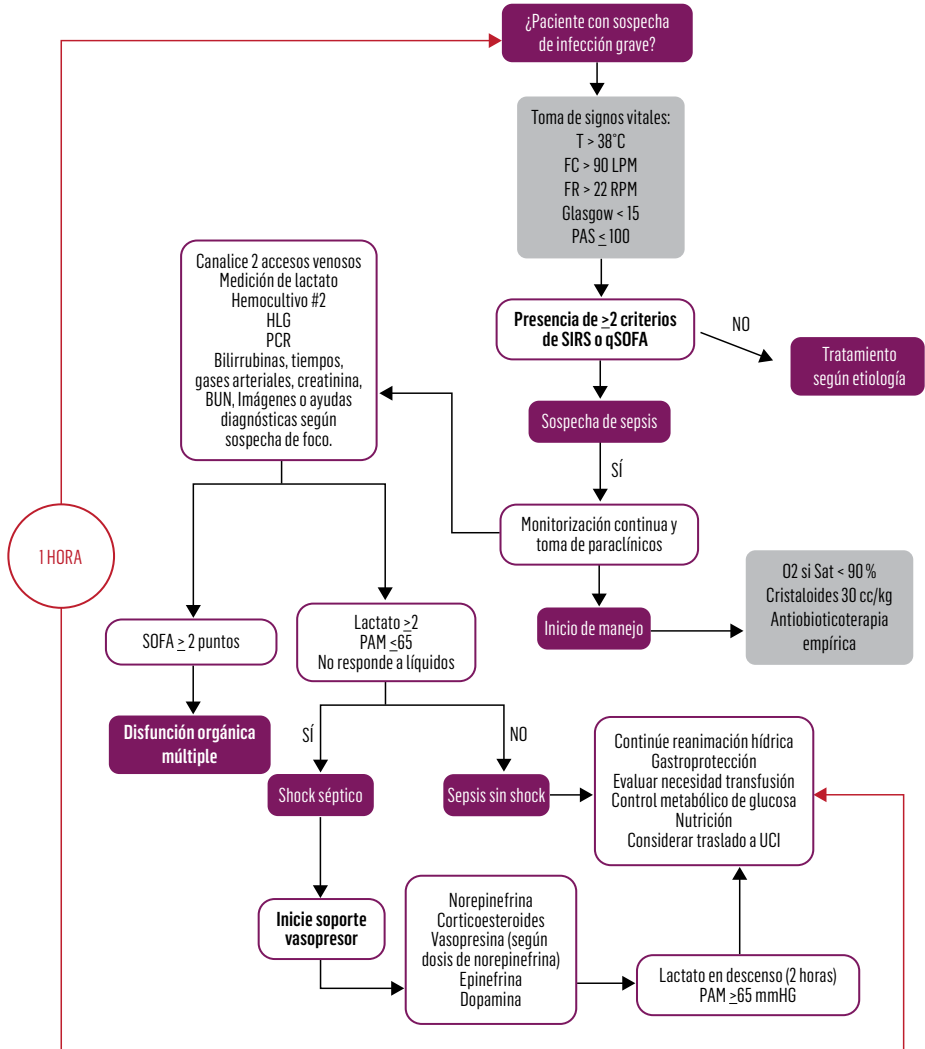 ¿Paciente con sospecha
de infección grave?
Toma de signos vitales:
T > 38°C
FC > 90 LPM
FR > 22 RPM
Glasgow < 15
PAS ≤ 100
Presencia de ≥2 criterios
de SIRS o qSOFA
NO
Tratamiento
según etiología
Sospecha de sepsis
SÍ
Monitorización continua y
toma de paraclínicos
Canalice 2 accesos venosos
Medición de lactato
Hemocultivo #2
HLG
PCR
Bilirrubinas, tiempos,
gases arteriales, creatinina,
BUN, Imágenes o ayudas
diagnósticas según
sospecha de foco.
1 HORA
Inicio de manejo
O2 si Sat < 90 %
Cristaloides 30 cc/kg
Antiobioticoterapia
empírica
SOFA ≥ 2 puntos
Disfunción orgánica
múltiple
Lactato ≥2
PAM ≤65
No responde a líquidos
SÍ
NO
Shock séptico
Sepsis sin shock
Continúe reanimación hídrica
Gastroprotección
Evaluar necesidad transfusión
Control metabólico de glucosa
Nutrición
Considerar traslado a UCI
Inicie soporte
vasopresor
Norepinefrina
Corticoesteroides
Vasopresina (según
dosis de norepinefrina)
Epinefrina
Dopamina
Lactato en descenso (2 horas)
PAM ≥65 mmHG